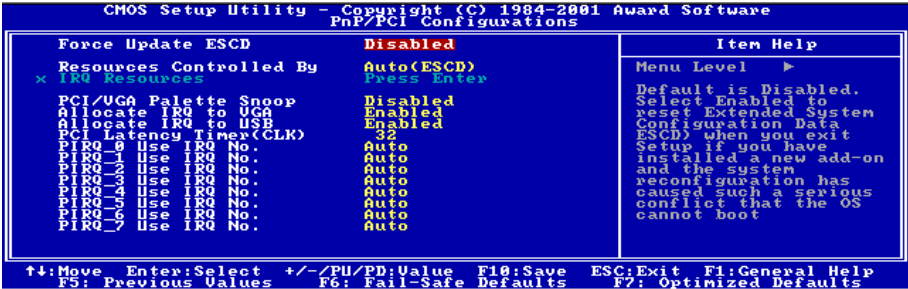 CMOS Setup Utility - Copyright (C) 1984-2001 Award Software
PnP/PCI Configurations
Force Update ESCD Disabled
Resources Controlled By Auto(ESCD)
x IRQ Resources Press Enter
PCI/VGA Palette Snoop Disabled
Allocate IRQ to VGA Enabled
Allocate IRQ to USB Enabled
PCI Latency Timer(CLK) 32
PIRQ_0 Use IRQ No. Auto
PIRQ_1 Use IRQ No. Auto
PIRQ_2 Use IRQ No. Auto
PIRQ_3 Use IRQ No. Auto
PIRQ_4 Use IRQ No. Auto
PIRQ_5 Use IRQ No. Auto
PIRQ_6 Use IRQ No. Auto
PIRQ_7 Use IRQ No. Auto
Item Help
Menu Level ►
Default is Disabled.
Select Enabled to
reset Extended System
Configuration Data
ESCD) when you exit
Setup if you have
installed a new add-on
and the system
reconfiguration has
caused such a serious
conflict that the OS
cannot boot
↑↓:Move Enter:Select +/-/PU/PD:Value F10:Save ESC:Exit F1:General Help
F5: Previous Values F6: Fail-Safe Defaults F7: Optimized Defaults